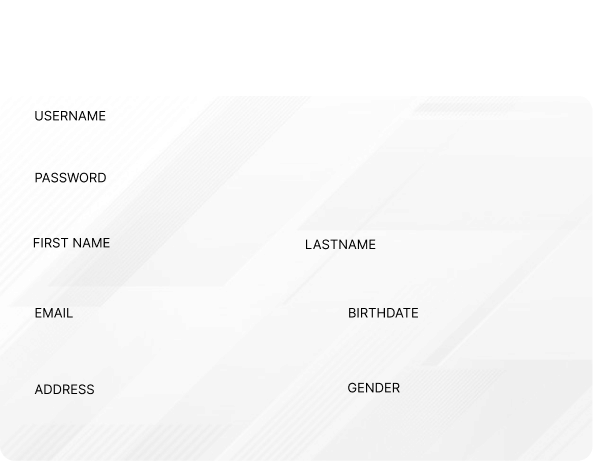 USERNAME
PASSWORD
FIRST NAME
LASTNAME
EMAIL
BIRTHDATE
ADDRESS
GENDER